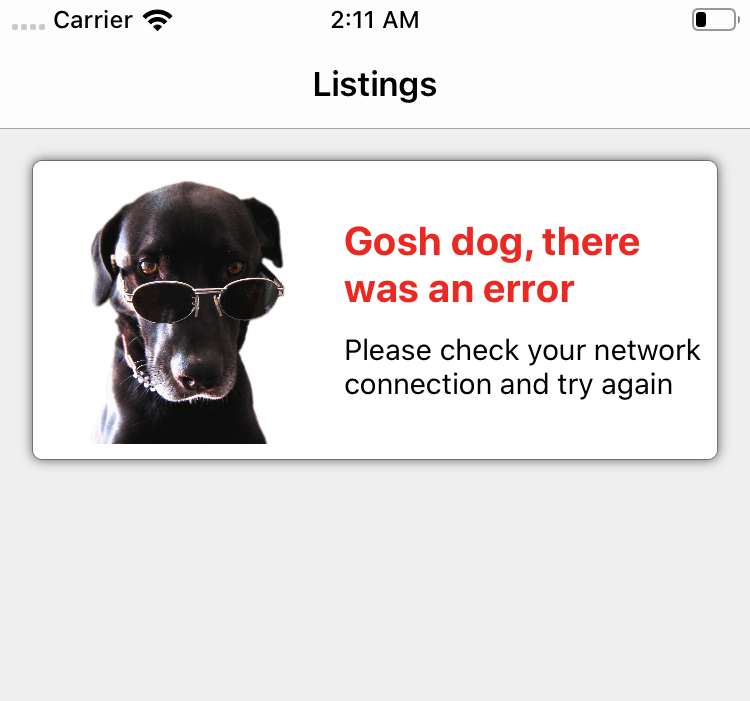 Carrier 2:11 AM
Listings
Gosh dog, there
was an error
Please check your network
connection and try again